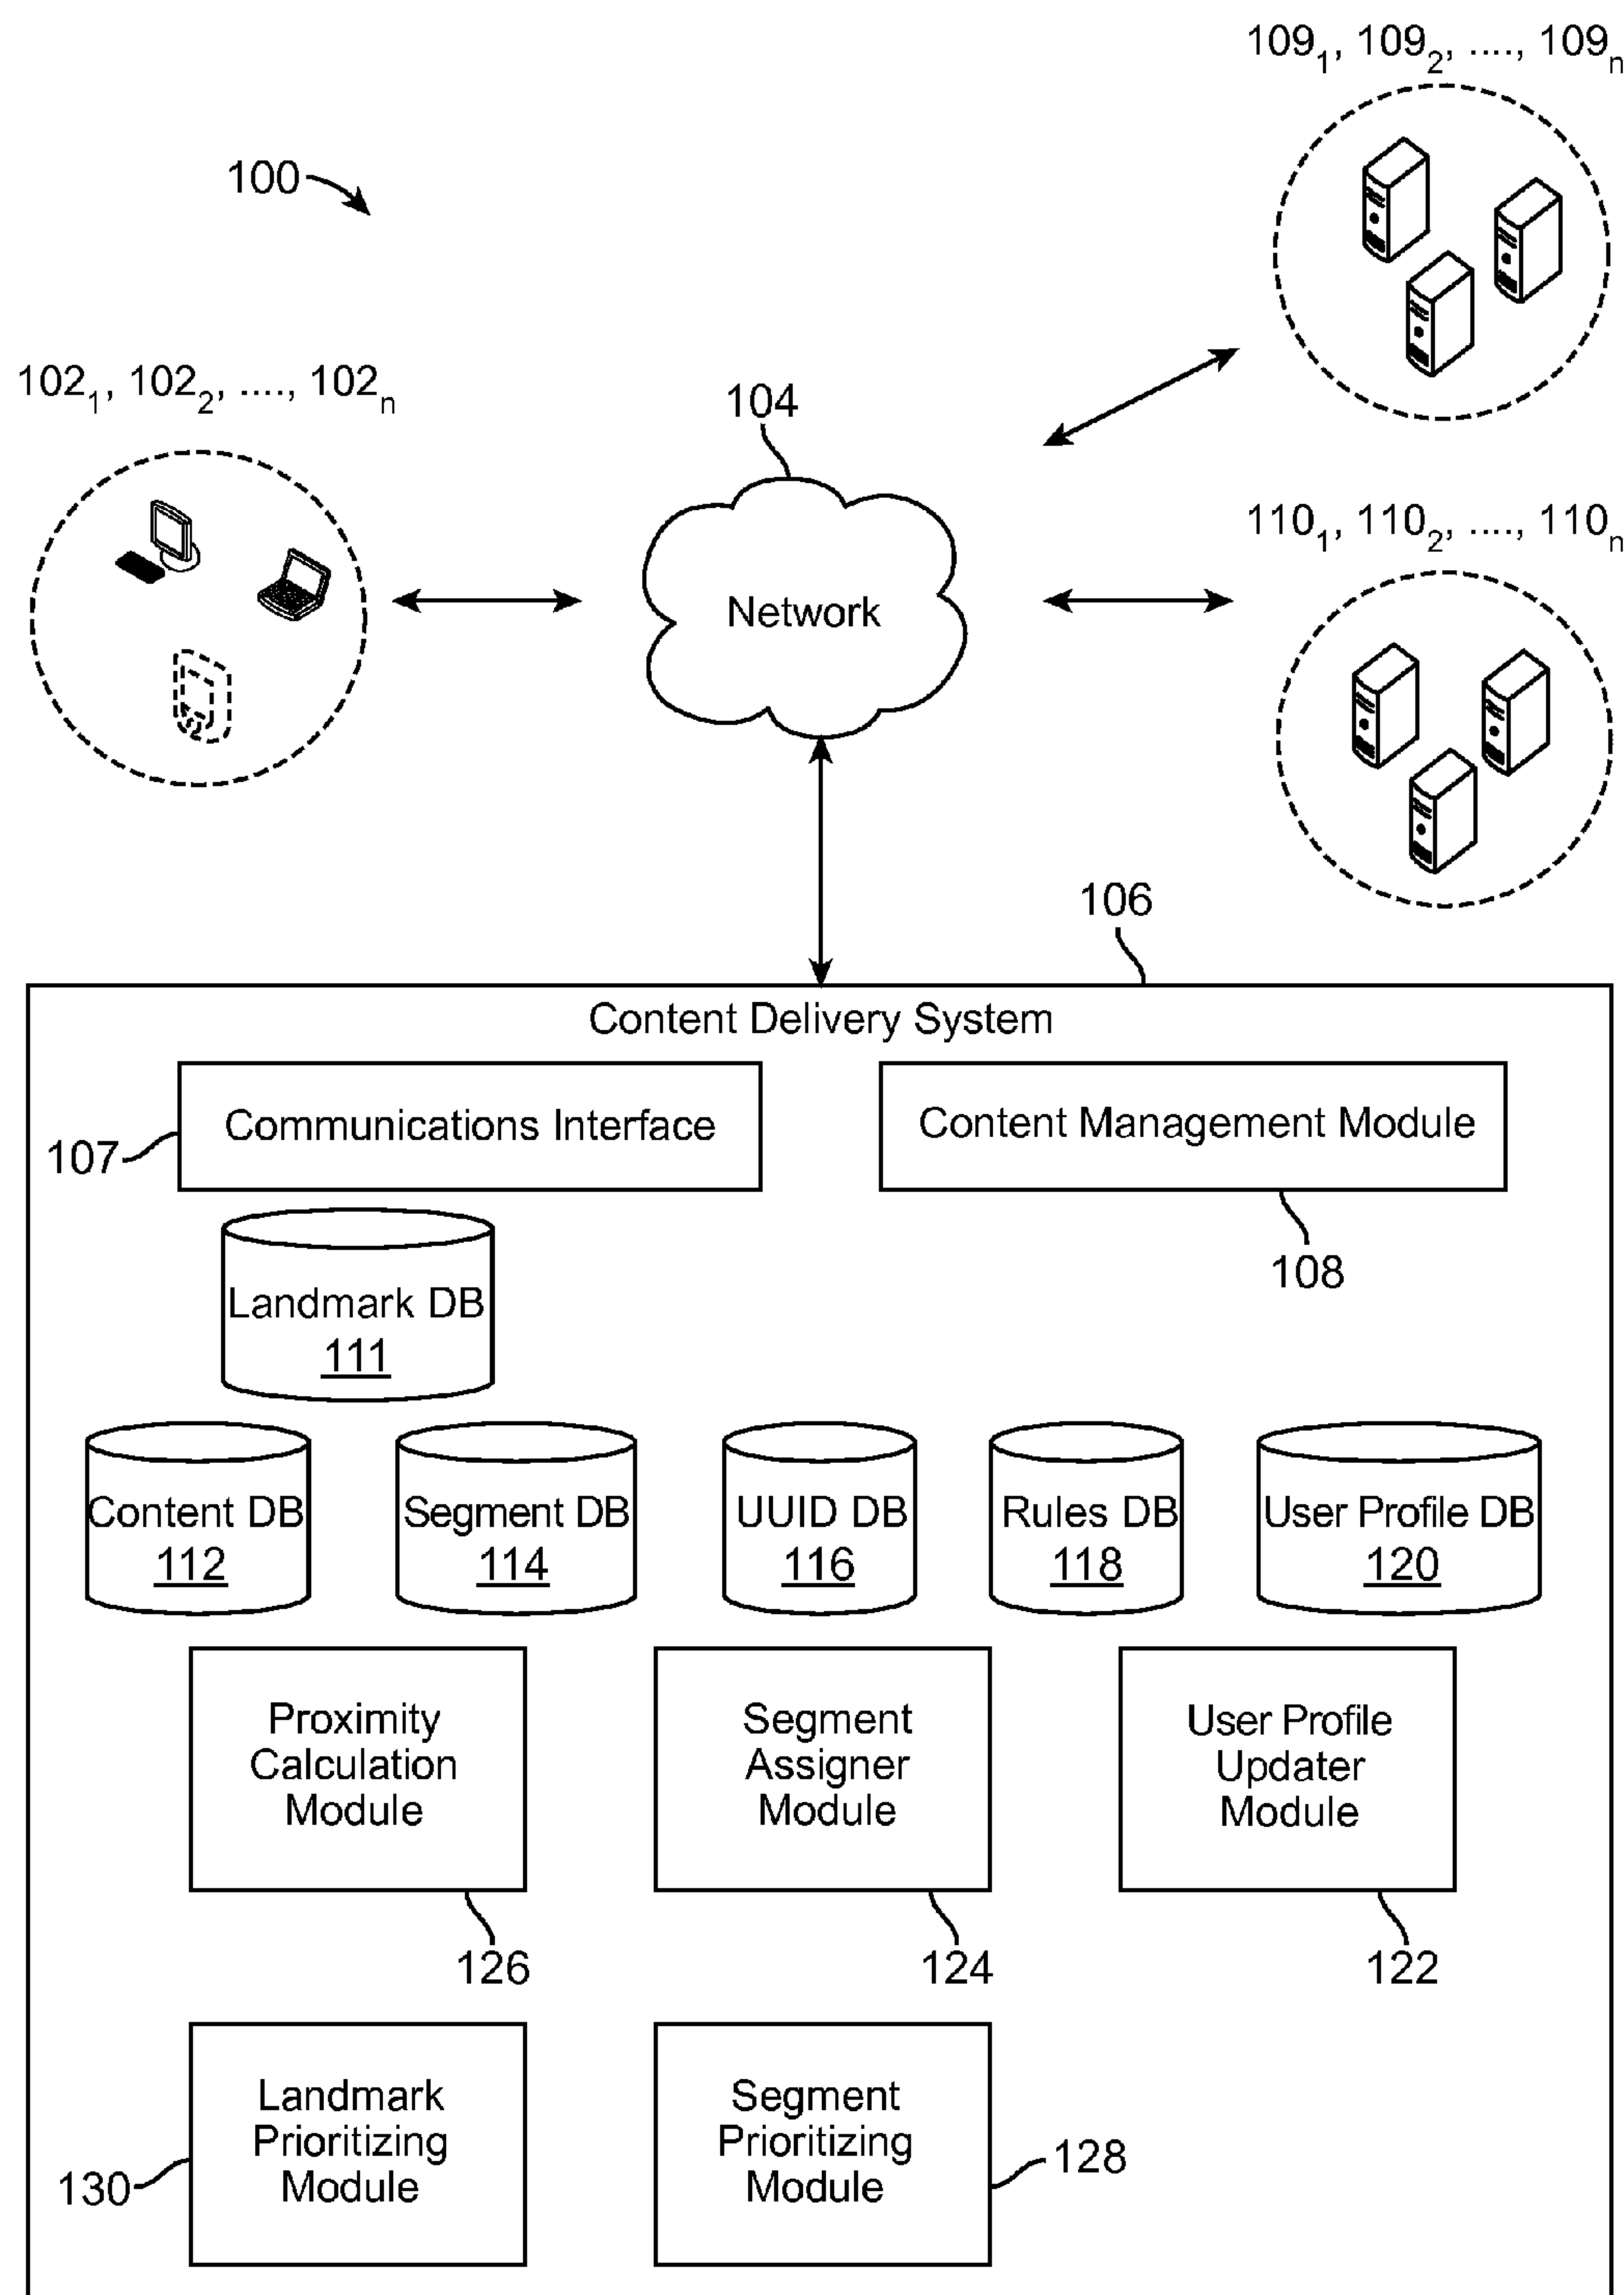 109₁, 109₂, ...., 109ₙ
100
102₁, 102₂, ...., 102ₙ
104
110₁, 110₂, ...., 110ₙ
Network
106
Content Delivery System
Communications Interface
Content Management Module
107
108
Landmark DB
111
Content DB
112
Segment DB
114
UUID DB
116
Rules DB
118
User Profile DB
120
Proximity
Calculation
Module
Segment
Assigner
Module
User Profile
Updater
Module
126
124
122
Landmark
Prioritizing
Module
Segment
Prioritizing
Module
130
128